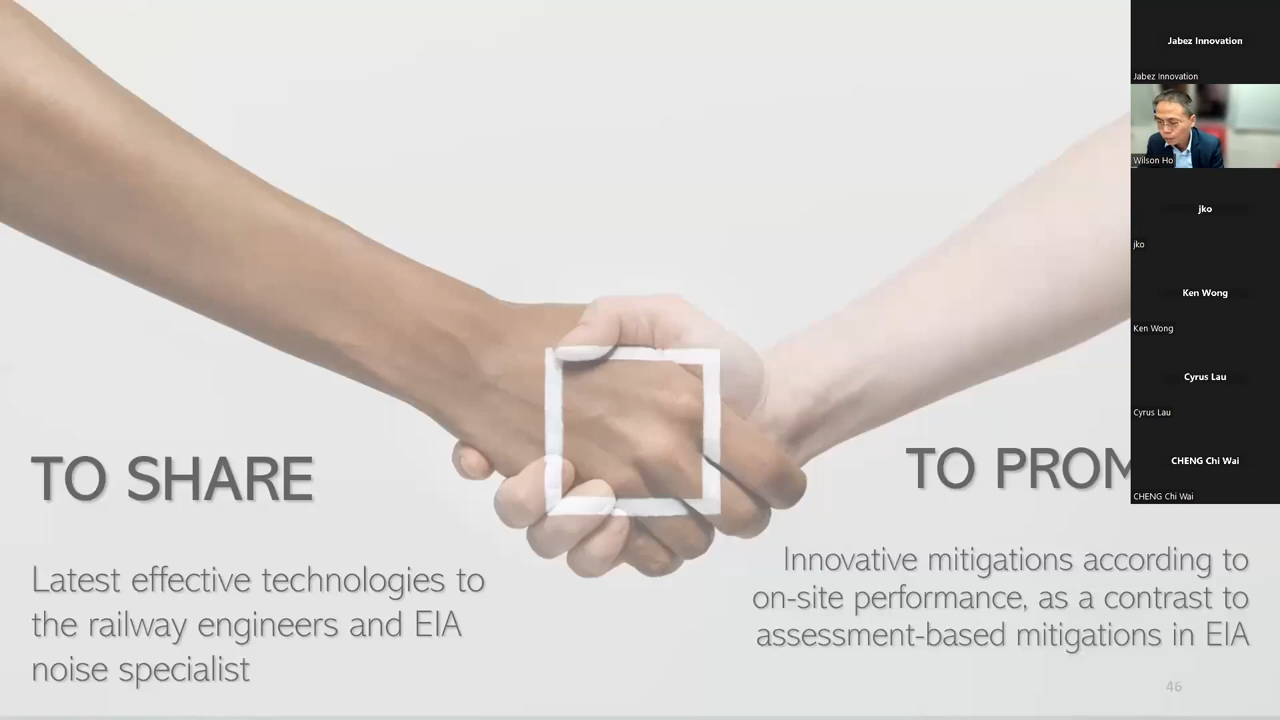 TO SHARE
Latest effective technologies to
the railway engineers and EIA
noise specialist
TO PROM
Innovative mitigations according to
on-site performance, as a contrast to
assessment-based mitigations in EIA
46
Jabez Innovation
Jabez Innovation
Wilson Ho
jko
jko
Ken Wong
Ken Wong
Cyrus Lau
Cyrus Lau
CHENG Chi Wai
CHENG Chi Wai